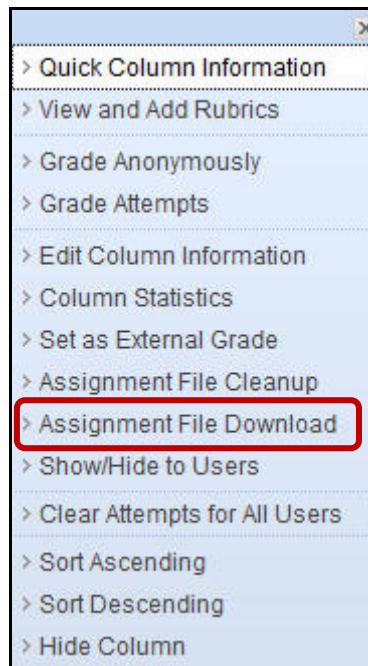 > Quick Column Information
> View and Add Rubrics
> Grade Anonymously
> Grade Attempts
> Edit Column Information
> Column Statistics
> Set as External Grade
> Assignment File Cleanup
> Assignment File Download
> Show/Hide to Users
> Clear Attempts for All Users
> Sort Ascending
> Sort Descending
> Hide Column